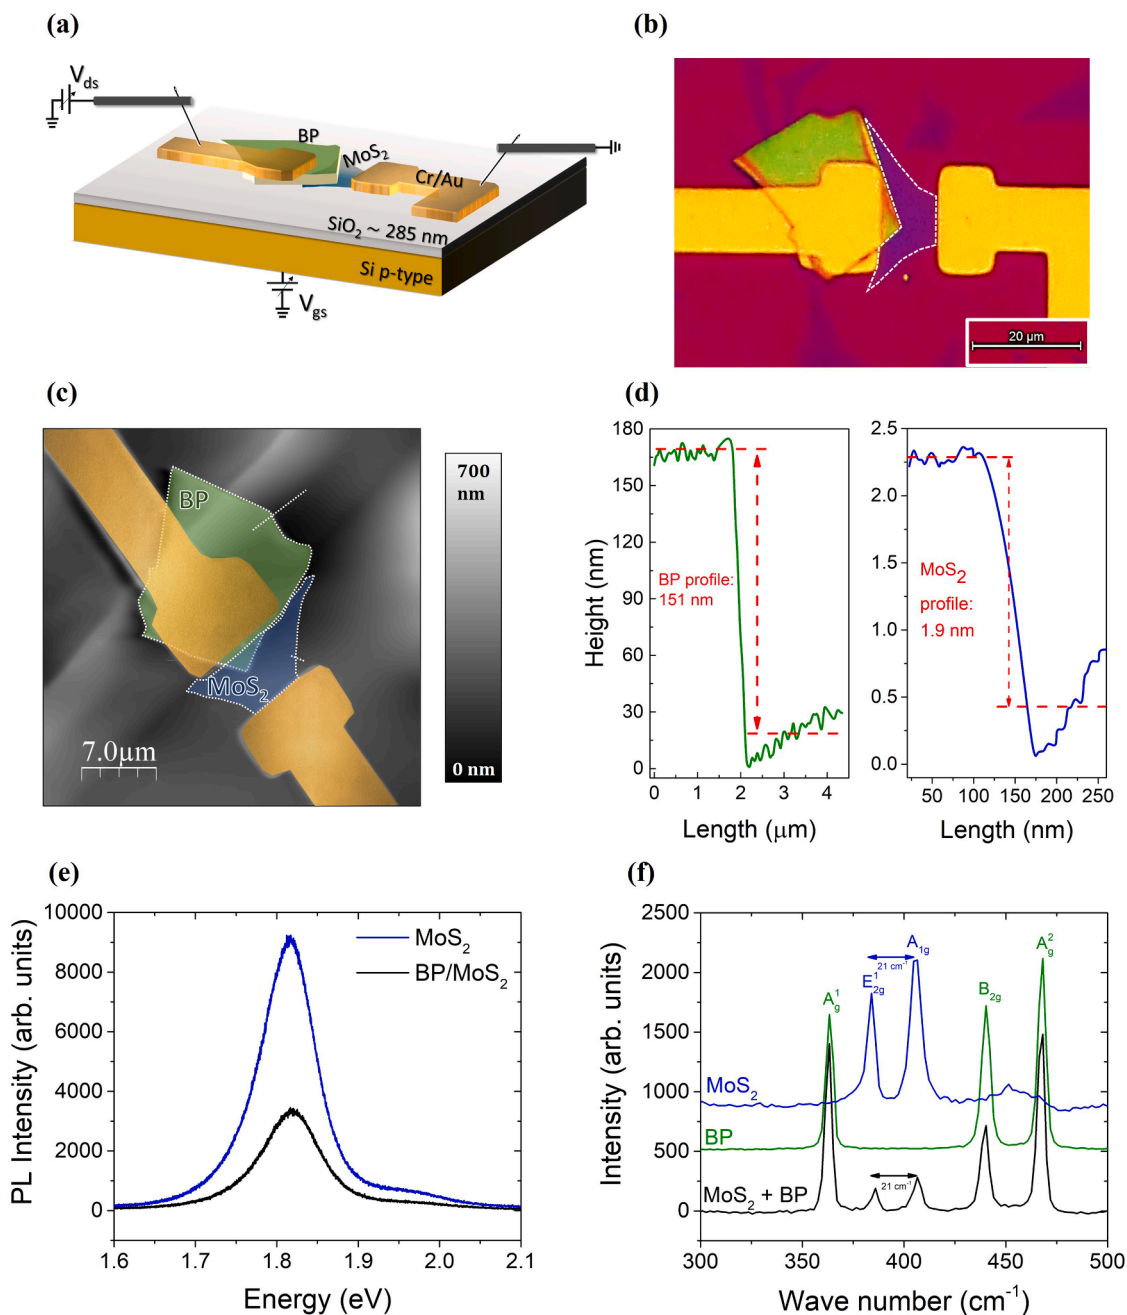 (a)
V_ds
BP
MoS₂
Cr/Au
SiO₂ ~ 285 nm
Si p-type
V_gs
(b)
20 µm
(c)
BP
MoS₂
7.0µm
700
nm
0 nm
(d)
Height (nm)
180
150
120
90
60
30
0
BP profile:
151 nm
0 1 2 3 4
Length (µm)
2.5
2.0
1.5
1.0
0.5
0.0
MoS₂
profile:
1.9 nm
50 100 150 200 250
Length (nm)
(e)
PL Intensity (arb. units)
10000
8000
6000
4000
2000
0
MoS₂
BP/MoS₂
1.6 1.7 1.8 1.9 2.0 2.1
Energy (eV)
(f)
Intensity (arb. units)
2500
2000
1500
1000
500
0
A¹_g
E¹_2g
21 cm⁻¹
A_1g
B_2g
A²_g
MoS₂
BP
MoS₂ + BP
21 cm⁻¹
300 350 400 450 500
Wave number (cm⁻¹)